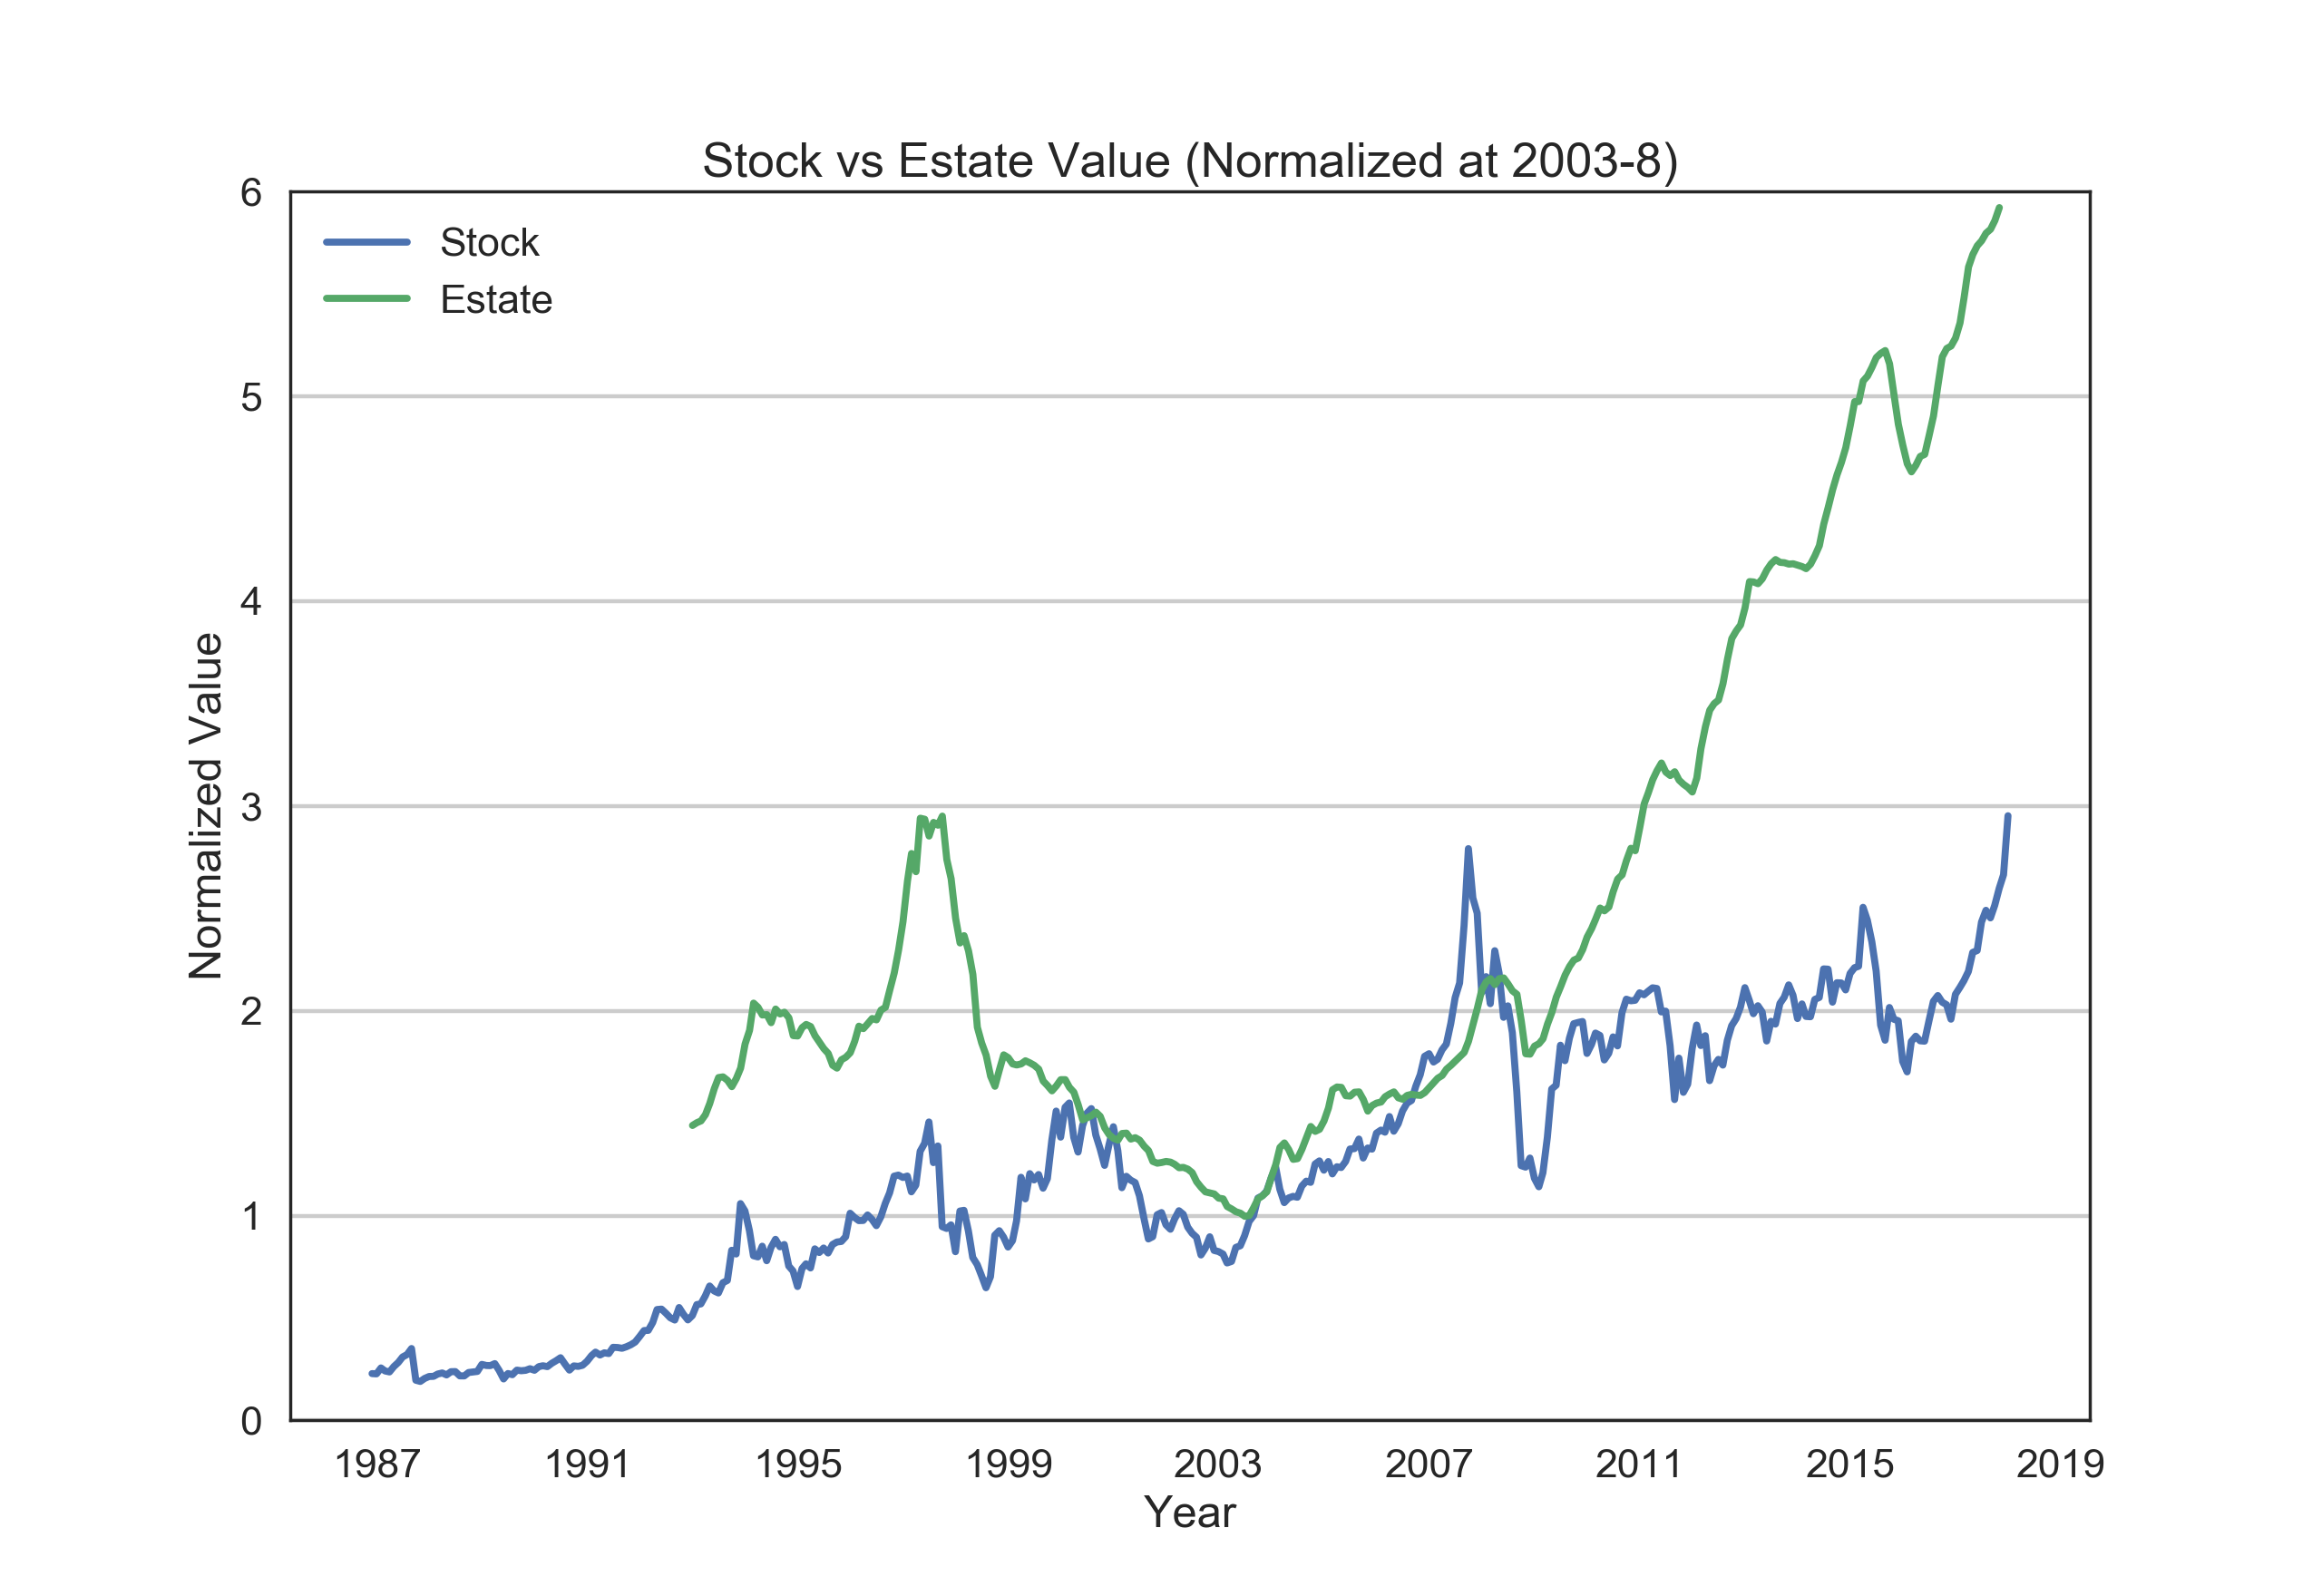 Stock vs Estate Value (Normalized at 2003-8)
6
5
4
3
2
1
0
Normalized Value
Stock
Estate
1987 1991 1995 1999 2003 2007 2011 2015 2019
Year